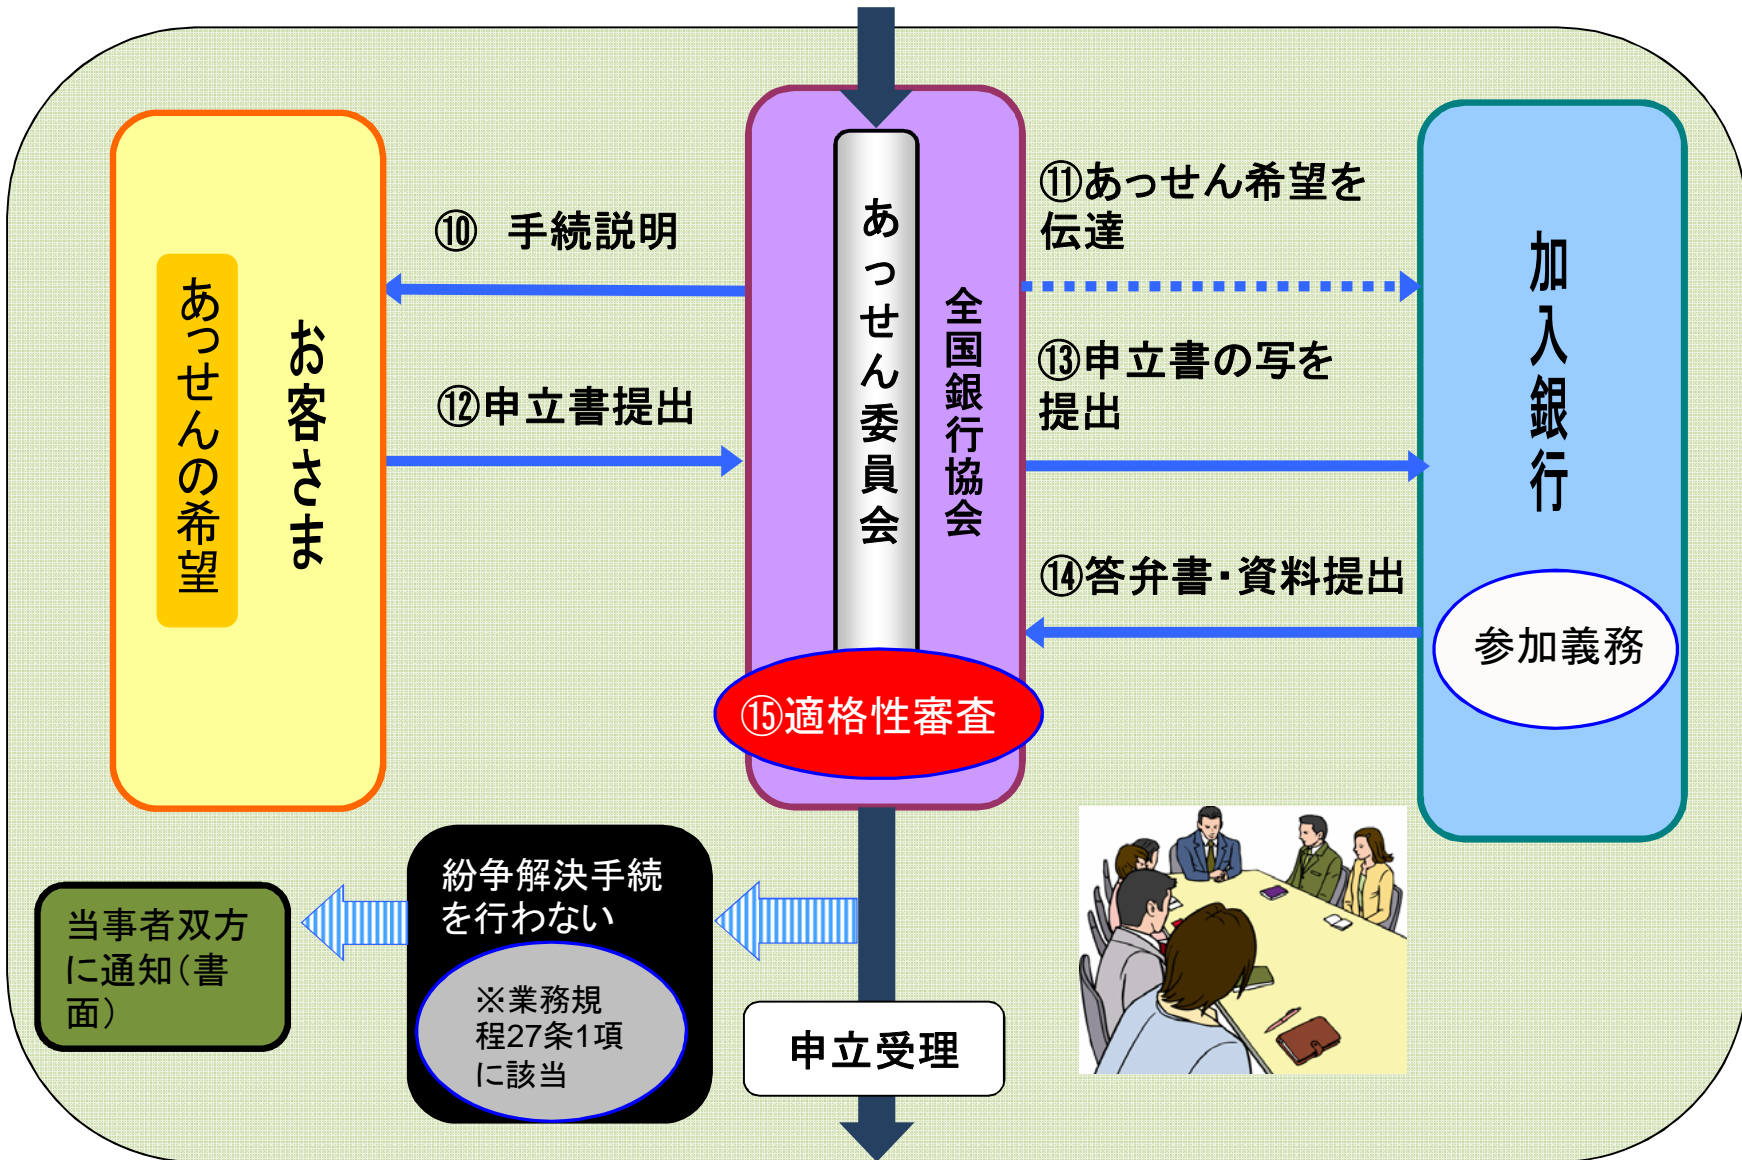 あっせんの希望
お客さま
⑩　手続説明
⑫申立書提出
あっせん委員会
全国銀行協会
⑪あっせん希望を
伝達
⑬申立書の写を
提出
⑭答弁書・資料提出
加入銀行
参加義務
⑮適格性審査
紛争解決手続
を行わない
※業務規
程27条1項
に該当
当事者双方
に通知（書
面）
申立受理